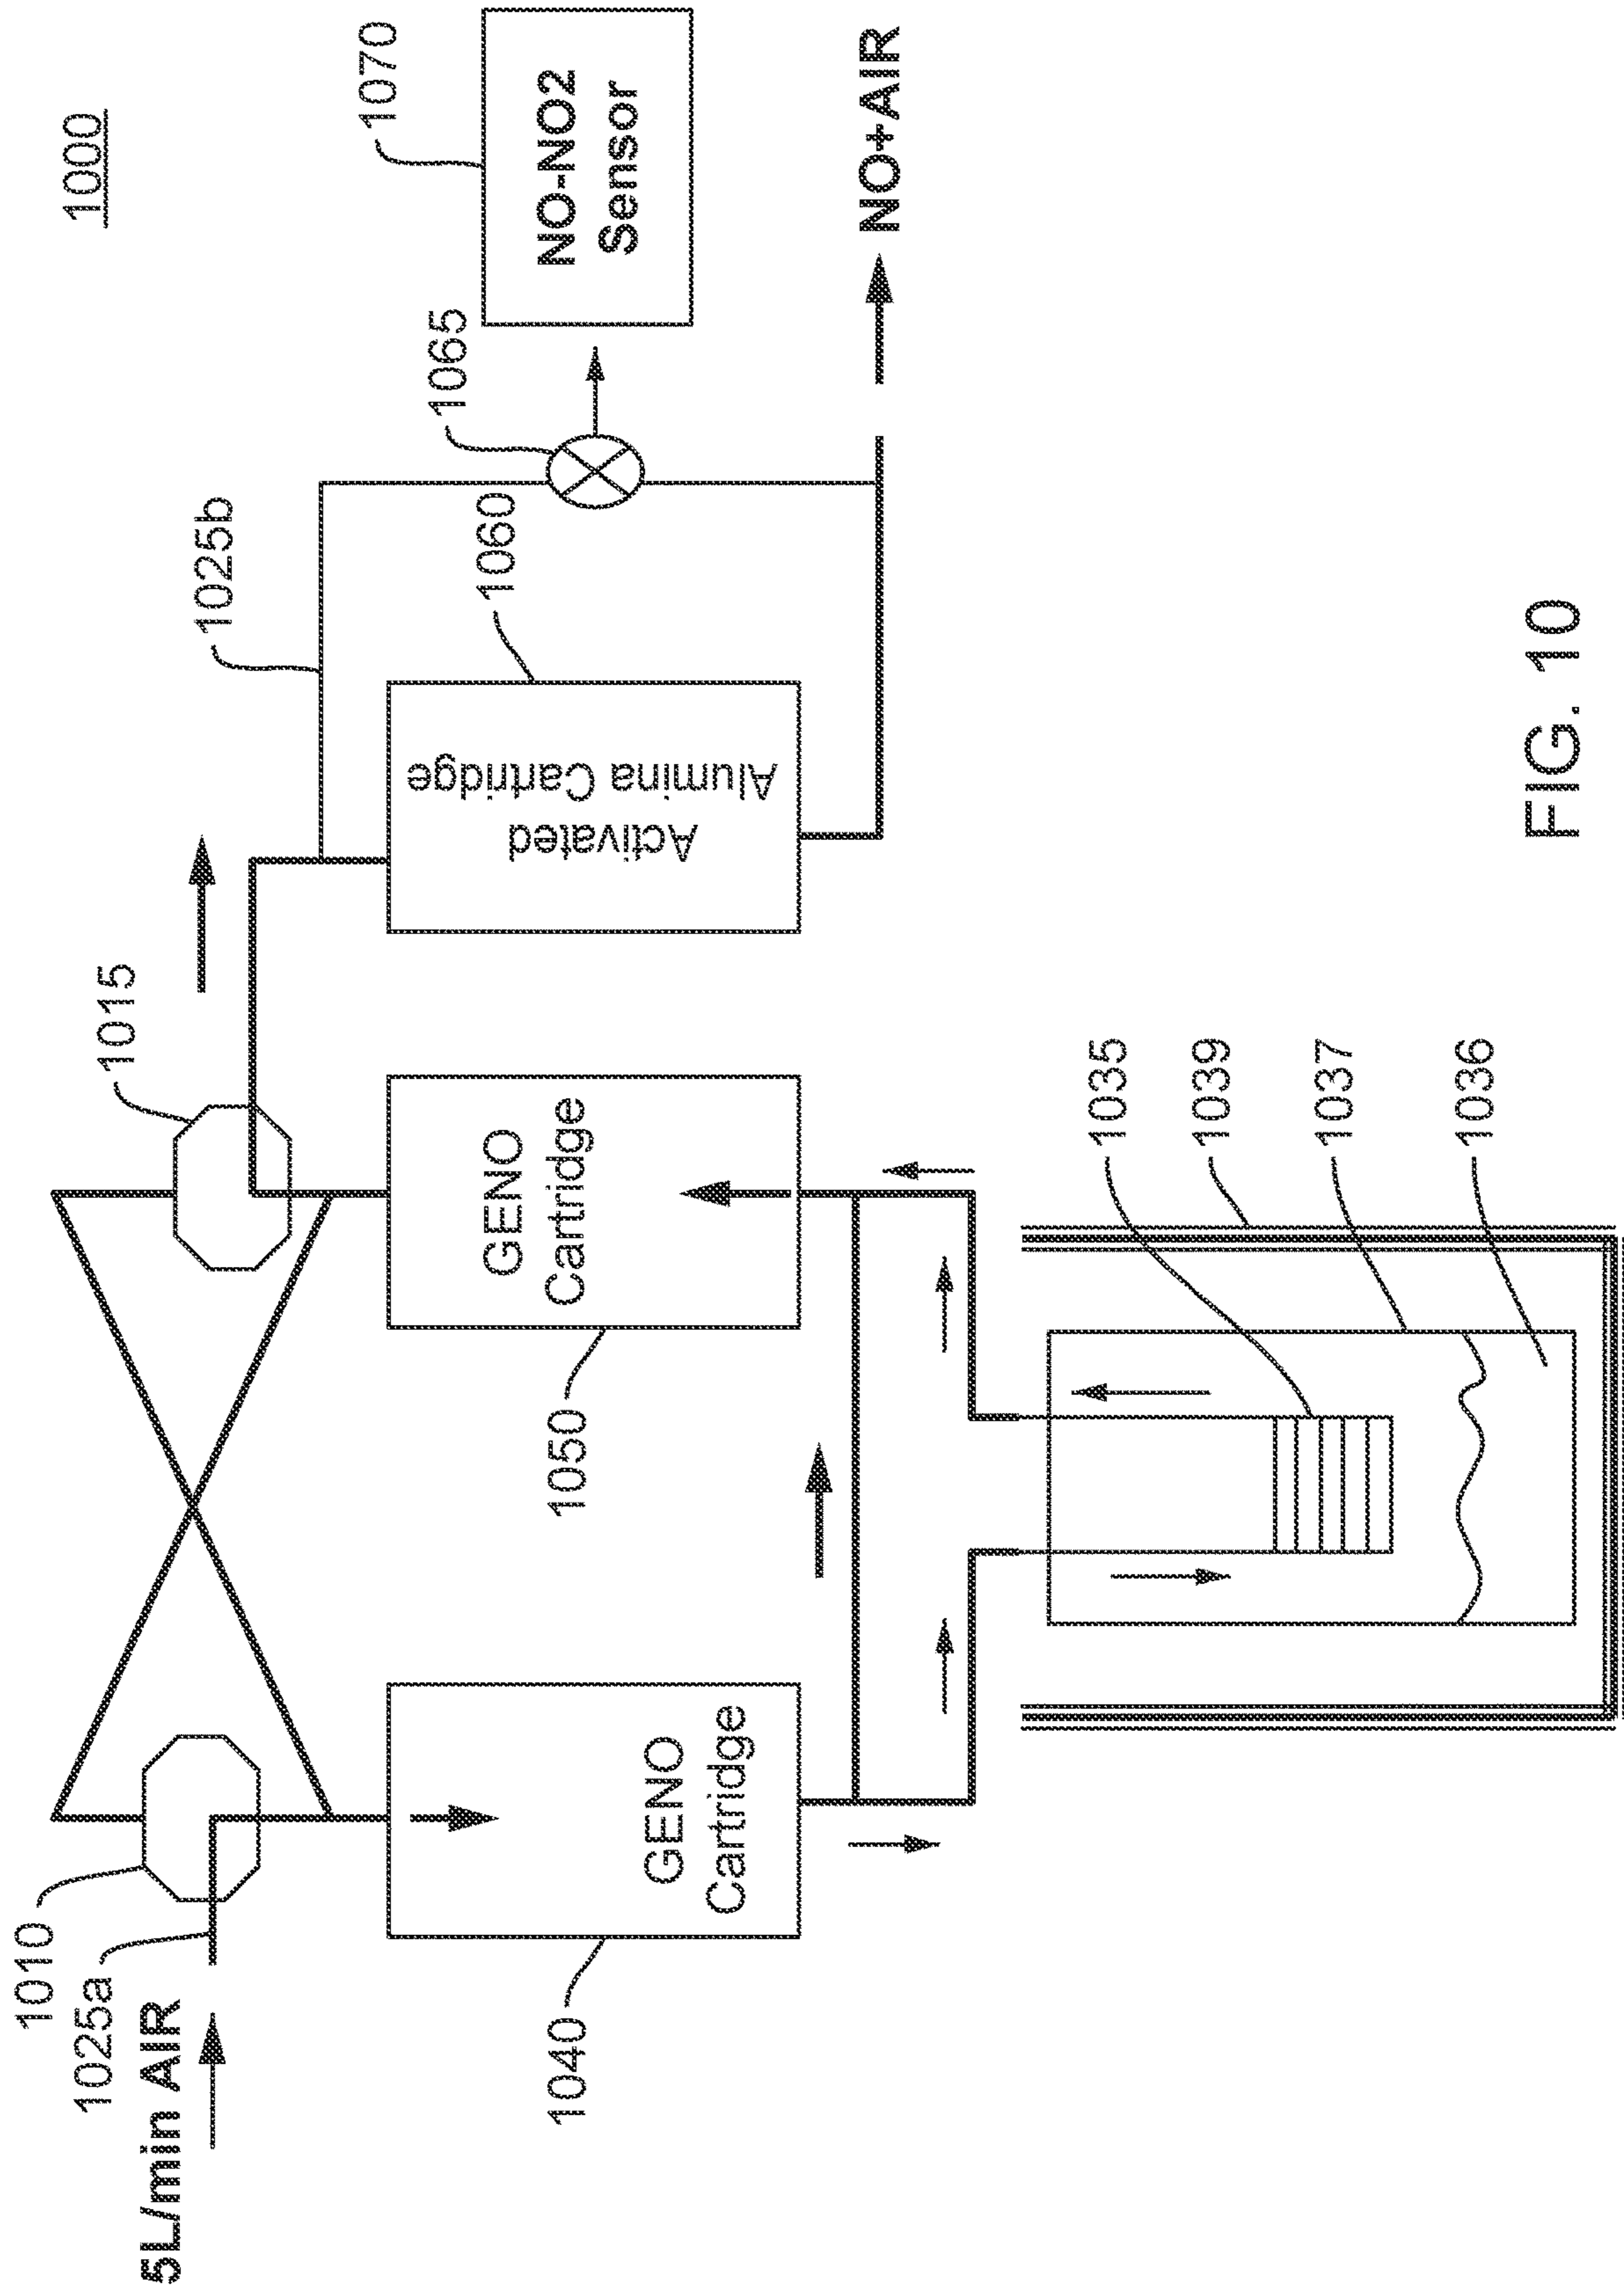 1000
5L/min AIR
1010
1025a
1015
1025b
1065
1070
NO-NO2
Sensor
1040
GENO
Cartridge
1050
GENO
Cartridge
1060
Activated
Alumina Cartridge
NO+AIR
1035
1039
1037
1036
FIG. 10